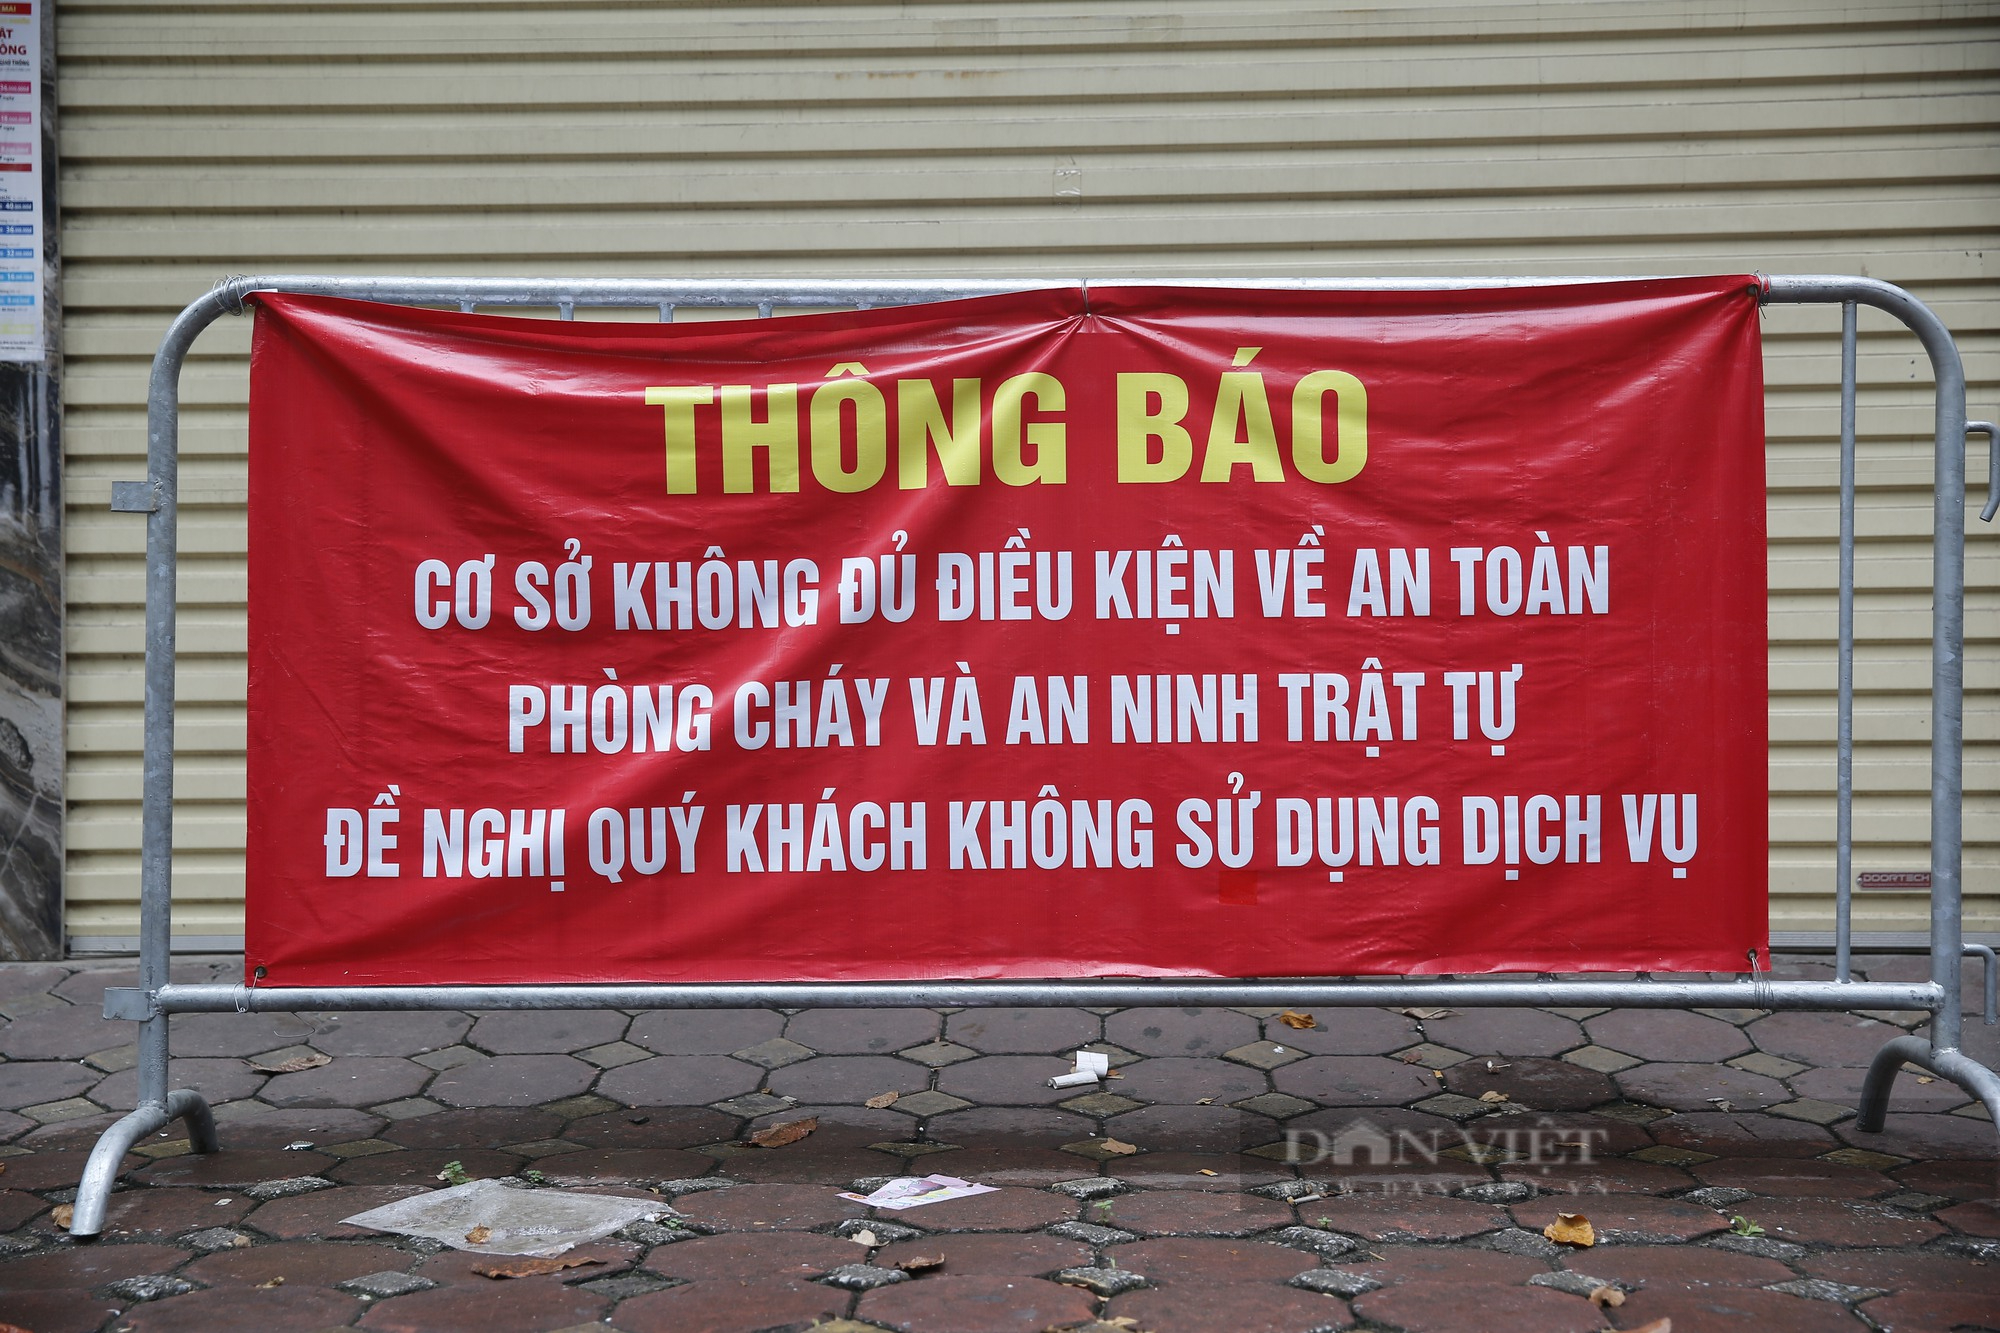 MAI
THÔNG BÁO
CƠ SỞ KHÔNG ĐỦ ĐIỀU KIỆN VỀ AN TOÀN
PHÒNG CHÁY VÀ AN NINH TRẬT TỰ
ĐỀ NGHỊ QUÝ KHÁCH KHÔNG SỬ DỤNG DỊCH VỤ
DOORTECH
DÂN VIỆT